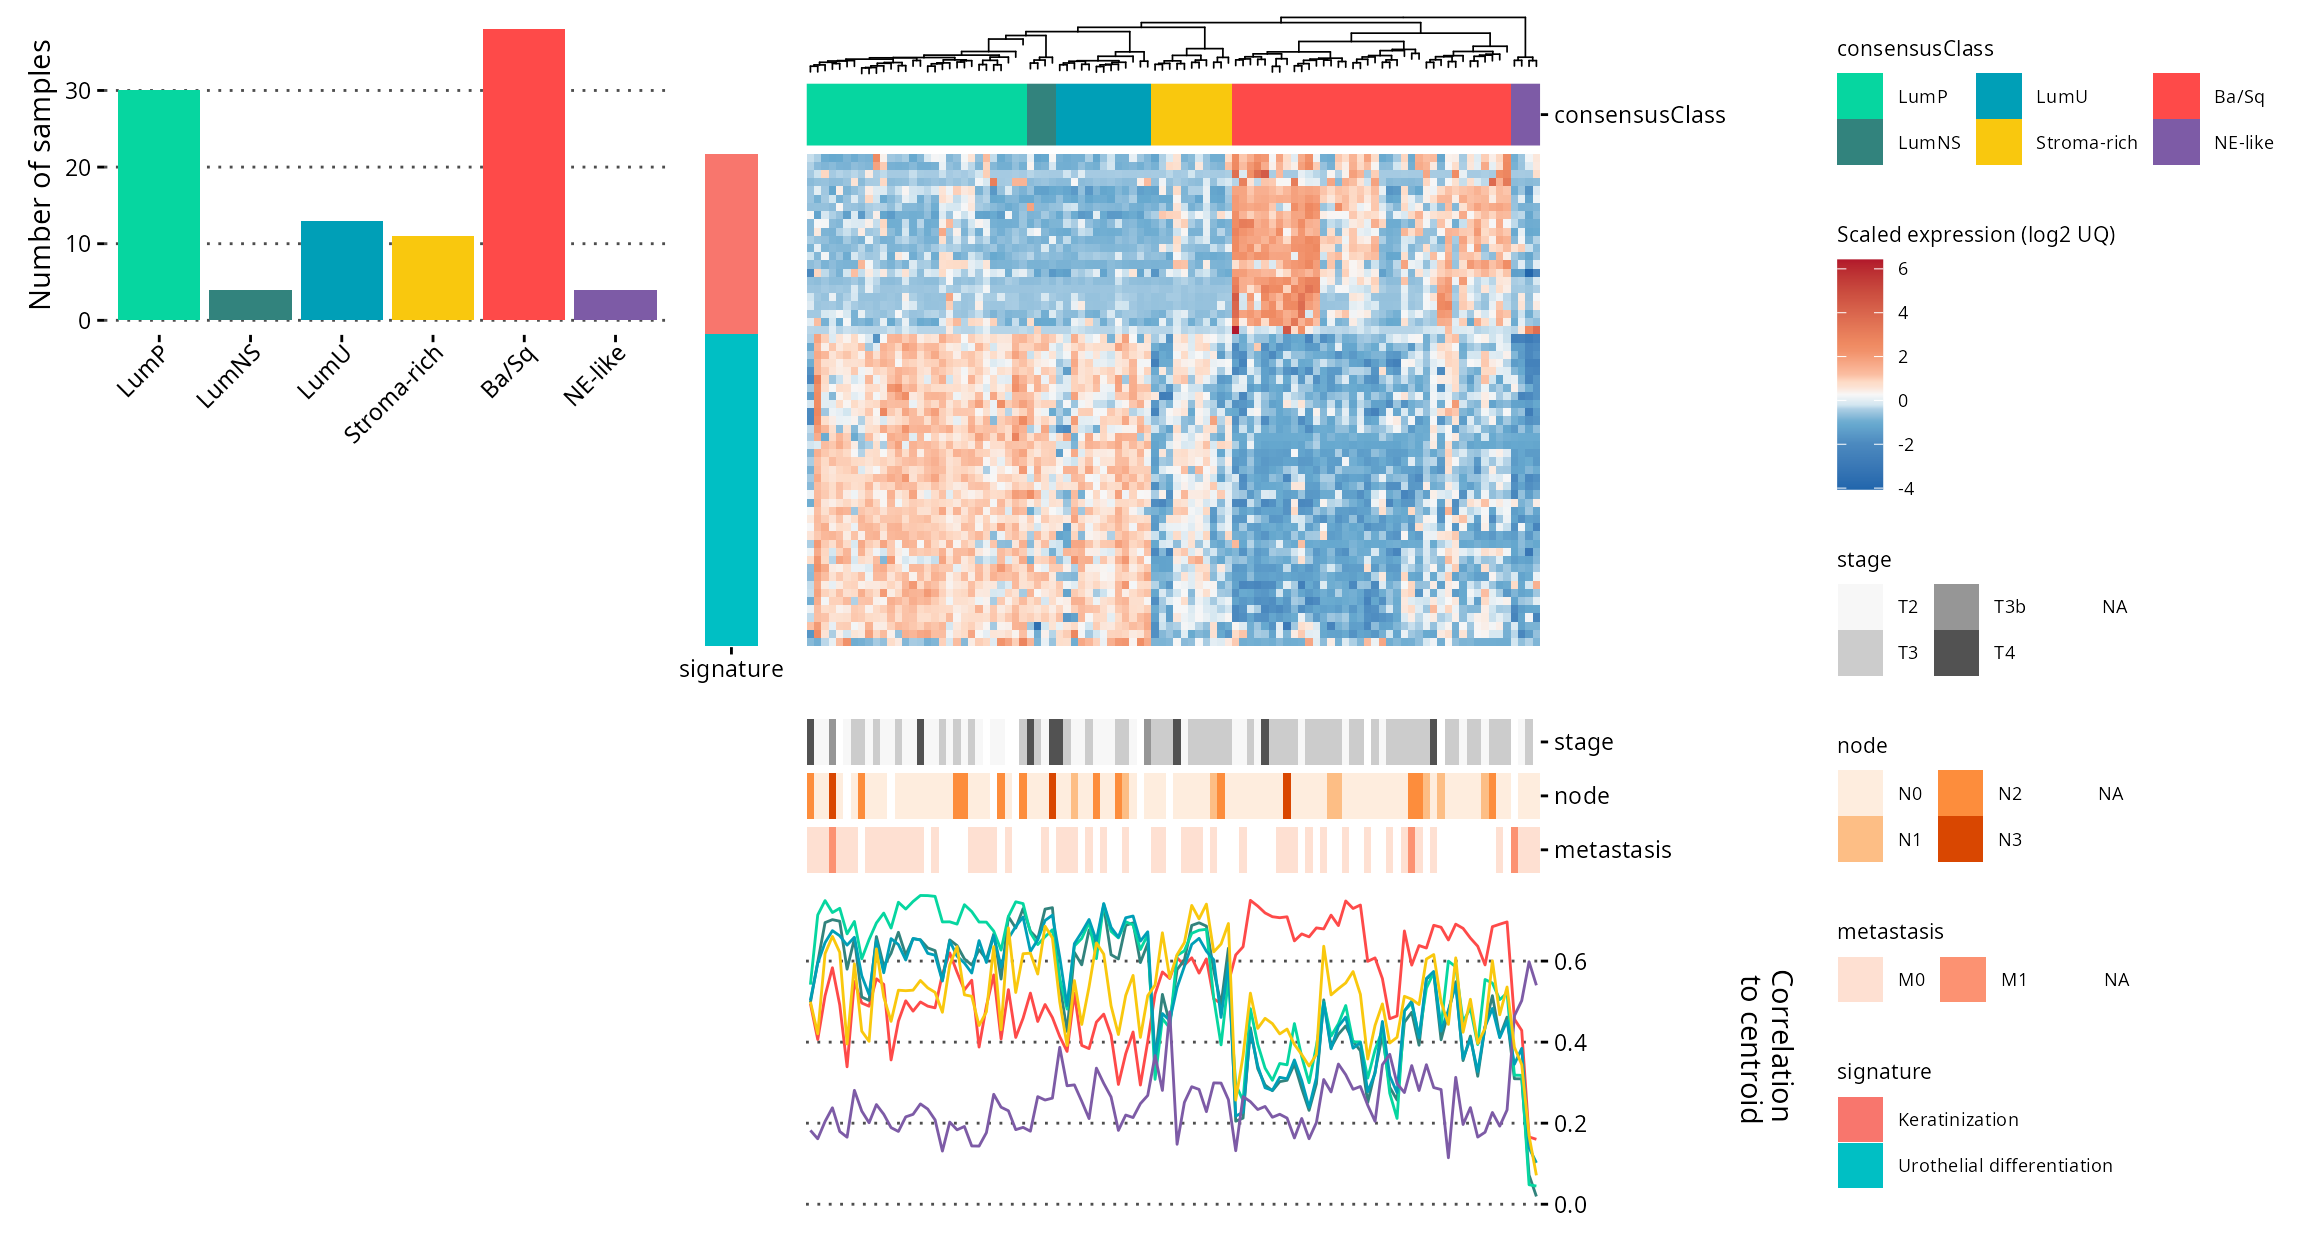 Number of samples
30
20
10
0
LumP
LumNS
LumU
Stroma-rich
Ba/Sq
NE-like
signature
consensusClass
stage
node
metastasis
0.6
0.4
0.2
0.0
Correlation
to centroid
consensusClass
LumP LumU Ba/Sq
LumNS Stroma-rich NE-like
Scaled expression (log2 UQ)
6
4
2
0
-2
-4
stage
T2 T3b NA
T3 T4
node
N0 N2 NA
N1 N3
metastasis
M0 M1 NA
signature
Keratinization
Urothelial differentiation